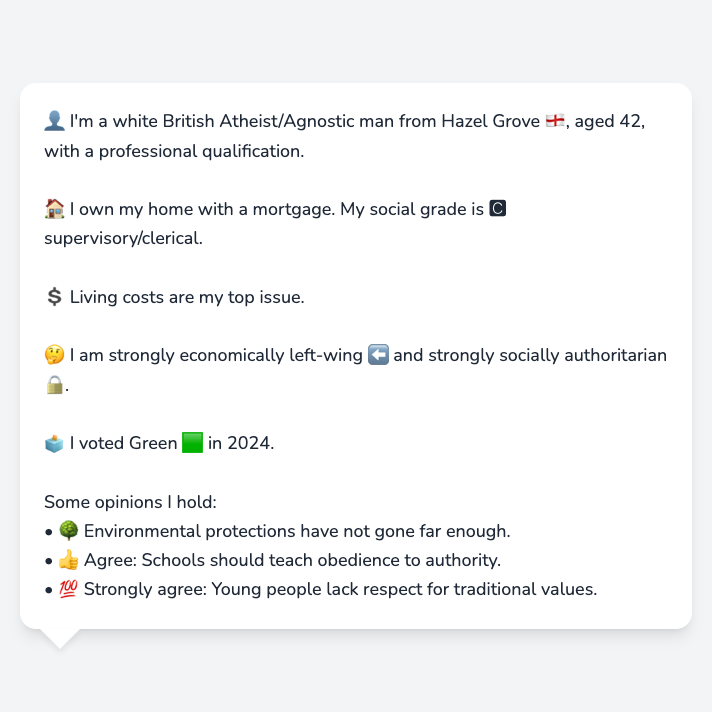 👤 I'm a white British Atheist/Agnostic man from Hazel Grove 🏴󠁧󠁢󠁥󠁮󠁧󠁿, aged 42,
with a professional qualification.
🏠 I own my home with a mortgage. My social grade is 🅲
supervisory/clerical.
💲 Living costs are my top issue.
🤔 I am strongly economically left-wing ⬅️ and strongly socially authoritarian
🔒.
🗳️ I voted Green 🟩 in 2024.
Some opinions I hold:
• 🌳 Environmental protections have not gone far enough.
• 👍 Agree: Schools should teach obedience to authority.
• 💯 Strongly agree: Young people lack respect for traditional values.